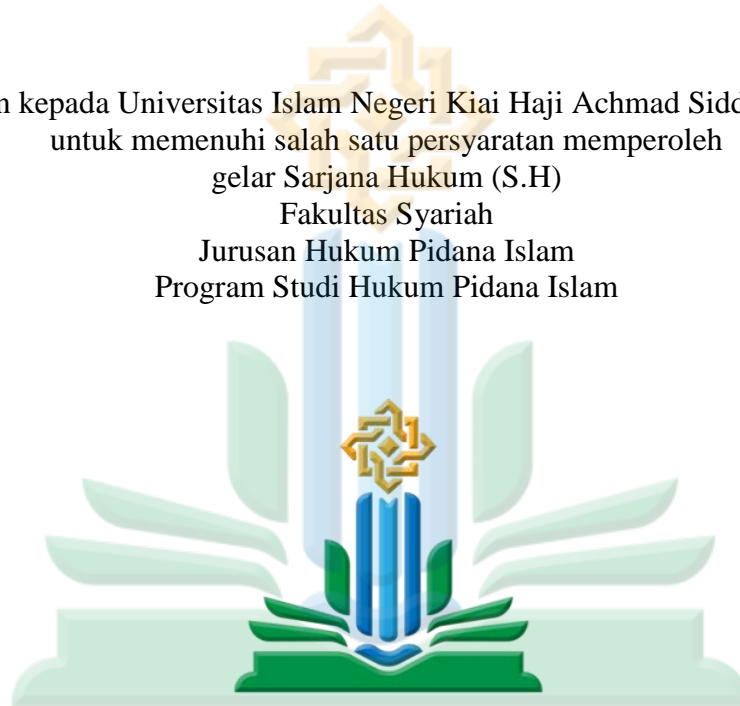 kepada Universitas Islam Negeri Kiai Haji Achmad
untuk memenuhi salah satu persyaratan memperoleh
gelar Sarjana Hukum (S.H)
Fakultas Syariah
Jurusan Hukum Pidana Islam
Program Studi Hukum Pidana Islam